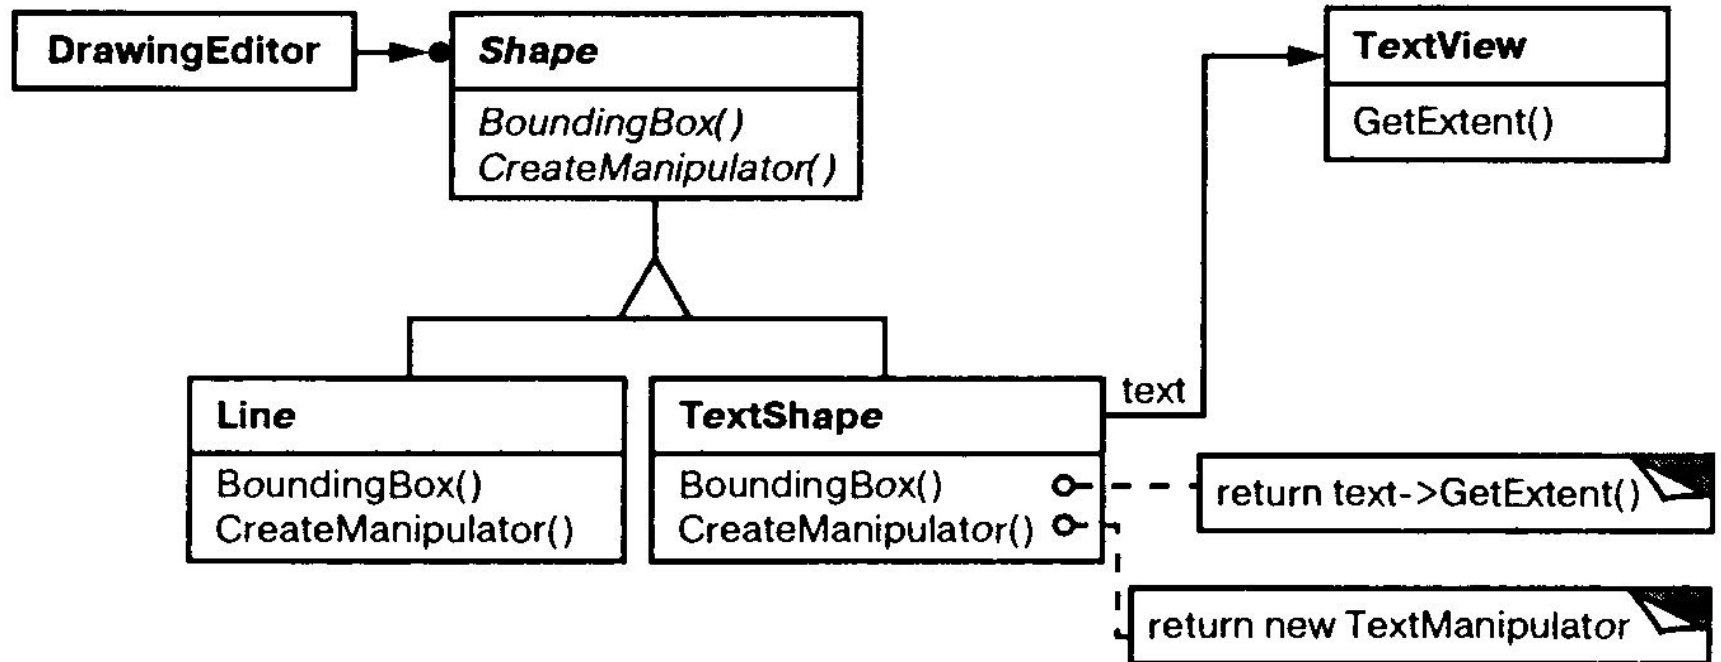 DrawingEditor
Shape
BoundingBox()
CreateManipulator()
TextView
GetExtent()
Line
BoundingBox()
CreateManipulator()
TextShape
BoundingBox()
CreateManipulator()
text
return text->GetExtent()
return new TextManipulator